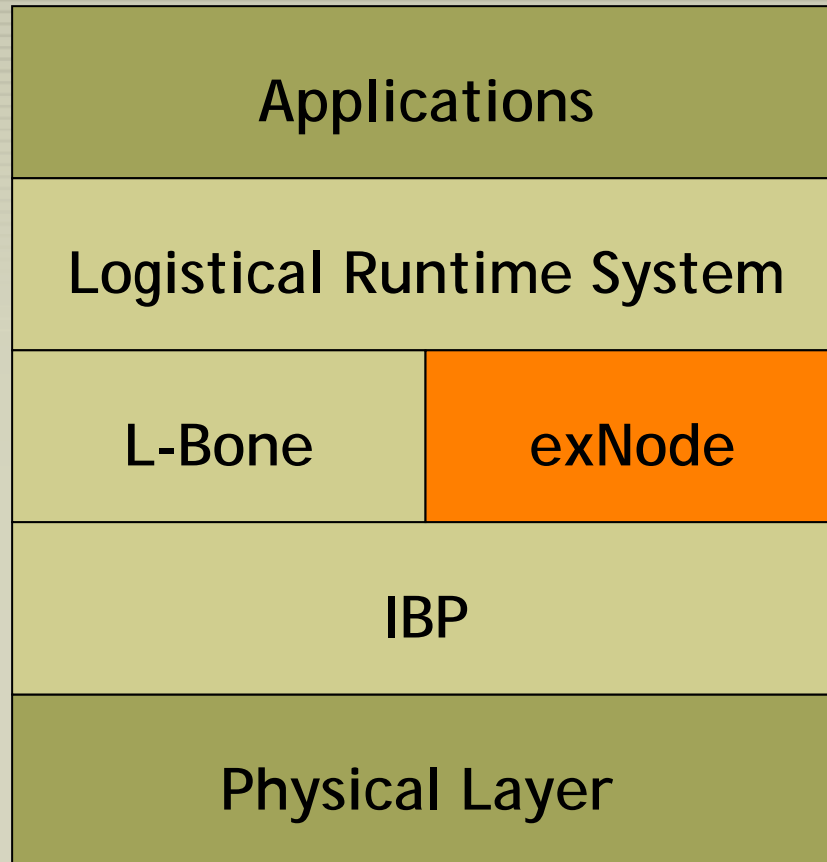 Applications
Logistical Runtime System
L-Bone
exNode
IBP
Physical Layer